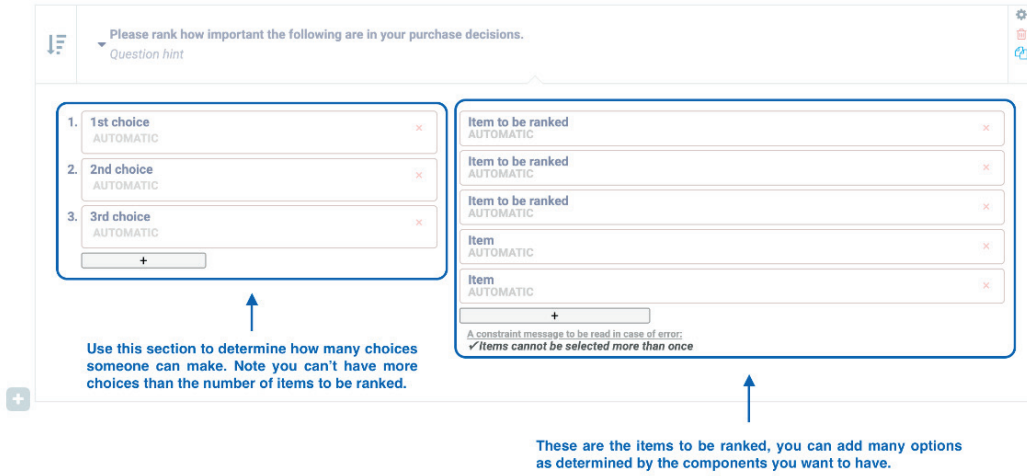 Please rank how important the following are in your purchase decisions.
Question hint
1. 1st choice
AUTOMATIC
2. 2nd choice
AUTOMATIC
3. 3rd choice
AUTOMATIC
+
Item to be ranked
AUTOMATIC
Item to be ranked
AUTOMATIC
Item to be ranked
AUTOMATIC
Item
AUTOMATIC
Item
AUTOMATIC
+
A constraint message to be read in case of error:
✓Items cannot be selected more than once
Use this section to determine how many choices
someone can make. Note you can’t have more
choices than the number of items to be ranked.
These are the items to be ranked, you can add many options
as determined by the components you want to have.